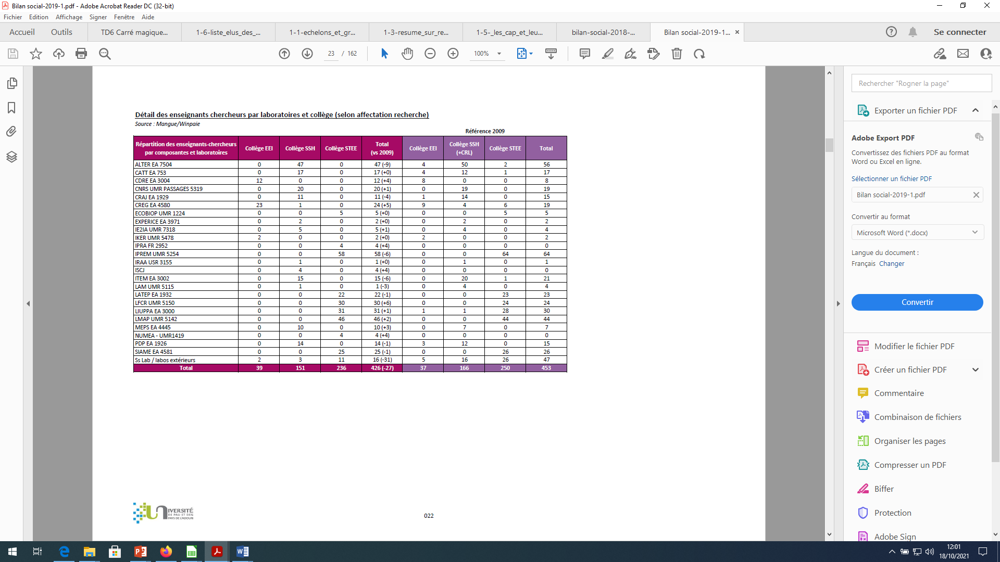 Bilan social-2019-1.pdf - Adobe Acrobat Reader DC (32-bit)
Fichier Edition Affichage Signer Fenêtre Aide
Accueil Outils TD6 Carré magique... 1-6-liste_elus_des_... 1-1-echelons_et_gr... 1-3-resume_sur_re... 1-5-_les_cap_et_leu... bilan-social-2018-... Bilan social-2019-1... × Se connecter
23 / 162 100%
Détail des enseignants chercheurs par laboratoires et collège (selon affectation recherche)
Source : Mangue/Winpaie
Référence 2009
Répartition des enseignants-chercheurs par composantes et laboratoires Collège EEI Collège SSH Collège STEE Total (vs 2009) Collège EEI Collège SSH (+CRL) Collège STEE Total
ALTER EA 7504 0 47 0 47 (-9) 4 50 2 56
CATT EA 753 0 17 0 17 (+0) 4 12 1 17
CDRE EA 3004 12 0 0 12 (+4) 8 0 0 8
CNRS UMR PASSAGES 5319 0 20 0 20 (+1) 0 19 0 19
CRAJ EA 1929 0 11 0 11 (-4) 1 14 0 15
CREG EA 4580 23 1 0 24 (+5) 9 4 6 19
ECOBIOP UMR 1224 0 0 5 5 (+0) 0 0 5 5
EXPERICE EA 3971 0 2 0 2 (+0) 0 2 0 2
IE2IA UMR 7318 0 5 0 5 (+1) 0 4 0 4
IKER UMR 5478 2 0 0 2 (+0) 2 0 0 2
IPRA FR 2952 0 0 4 4 (+4) 0 0 0 0
IPREM UMR 5254 0 0 58 58 (-6) 0 0 64 64
IRAA USR 3155 0 1 0 1 (+0) 0 1 0 1
ISCJ 0 4 0 4 (+4) 0 0 0 0
ITEM EA 3002 0 15 0 15 (-6) 0 20 1 21
LAM UMR 5115 0 1 0 1 (-3) 0 4 0 4
LATEP EA 1932 0 0 22 22 (-1) 0 0 23 23
LFCR UMR 5150 0 0 30 30 (+6) 0 0 24 24
LIUPPA EA 3000 0 0 31 31 (+1) 1 1 28 30
LMAP UMR 5142 0 0 46 46 (+2) 0 0 44 44
MEPS EA 4445 0 10 0 10 (+3) 0 7 0 7
NUMEA - UMR1419 0 0 4 4 (+4) 0 0 0 0
PDP EA 1926 0 14 0 14 (-1) 3 12 0 15
SIAME EA 4581 0 0 25 25 (-1) 0 0 26 26
Ss Lab / labos extérieurs 2 3 11 16 (-31) 5 16 26 47
Total 39 151 236 426 (-27) 37 166 250 453
UNIVERSITÉ
DE PAU ET DES
PAYS DE L'ADOUR
022
Rechercher "Rogner la page"
Exporter un fichier PDF
Adobe Export PDF
Convertissez des fichiers PDF au format
Word ou Excel en ligne.
Sélectionner un fichier PDF
Bilan social-2019-1.pdf
Convertir au format
Microsoft Word (*.docx)
Langue du document :
Français Changer
Convertir
Modifier le fichier PDF
Créer un fichier PDF
Commentaire
Combinaison de fichiers
Organiser les pages
Compresser un PDF
Biffer
Protection
Adobe Sign
12:01
18/10/2021